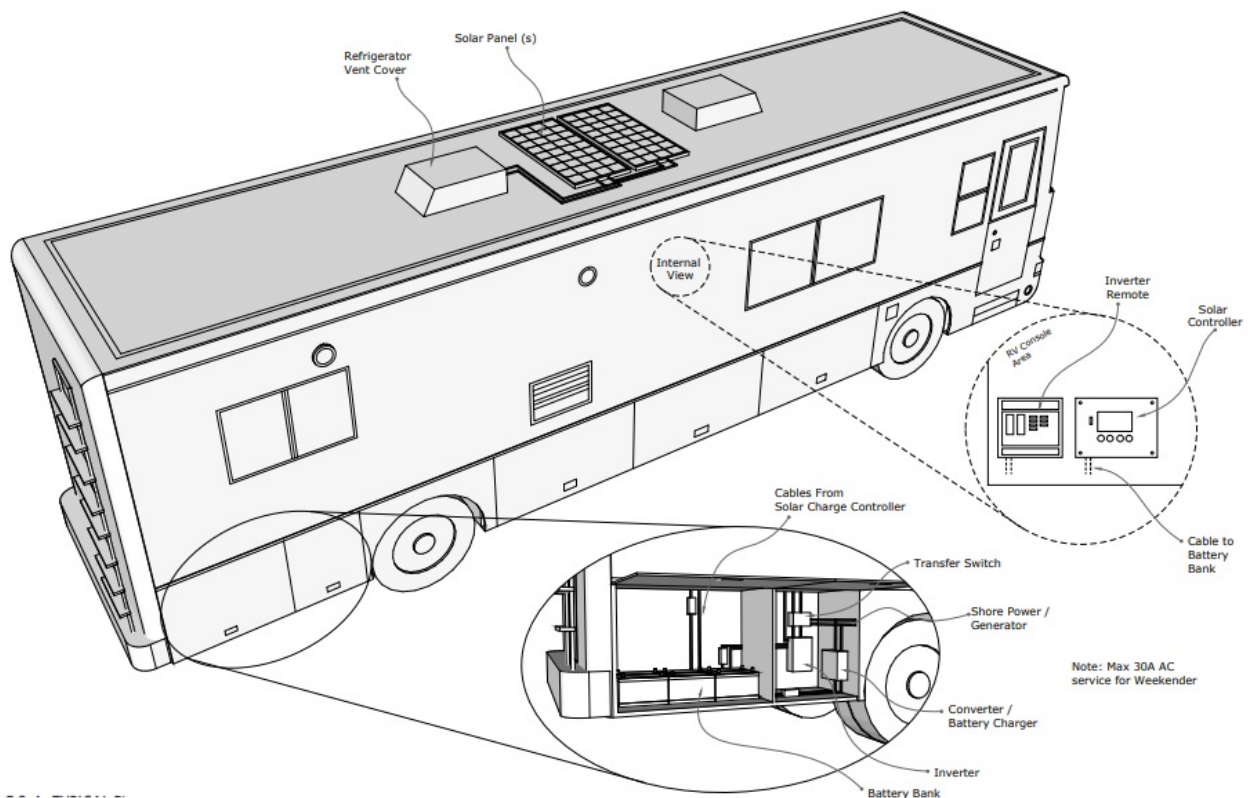 Solar Panel (s)
Refrigerator
Vent Cover
Internal
View
Inverter
Remote
Solar
Controller
RV Console
Area
Cables From
Solar Charge Controller
Cable to
Battery
Bank
Transfer Switch
Shore Power /
Generator
Note: Max 30A AC
service for Weekender
Converter /
Battery Charger
Inverter
Battery Bank